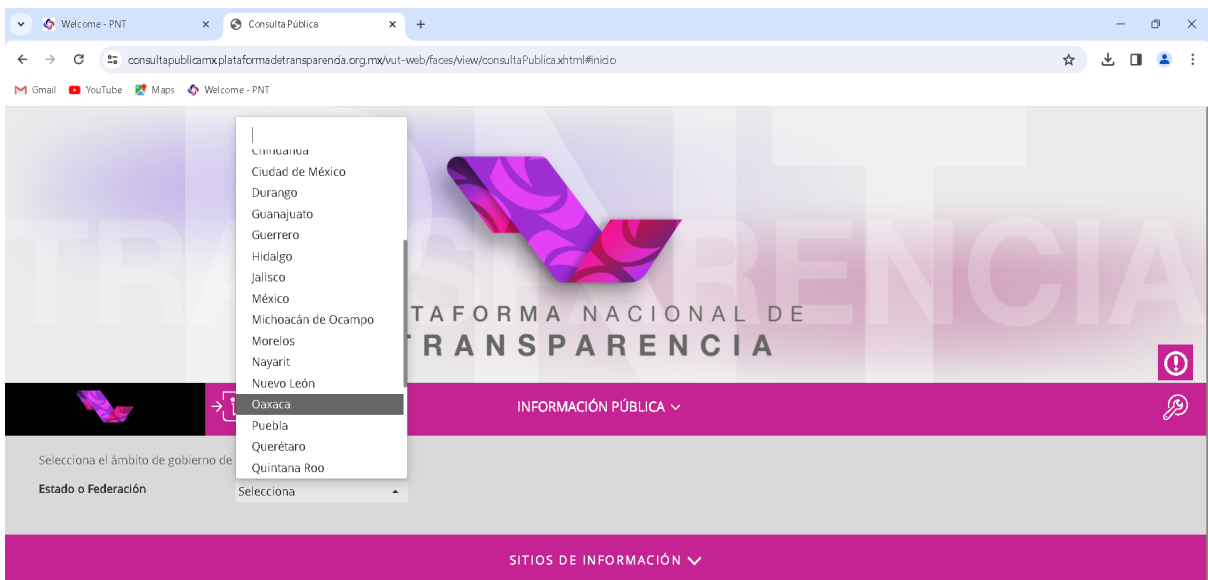 Welcome - PNT
Consulta Pública
consultapublicamx.plataformadetransparencia.org.mx/vut-web/faces/view/consultaPublica.xhtml#inicio
Gmail
YouTube
Maps
Welcome - PNT
Chihuahua
Ciudad de México
Durango
Guanajuato
Guerrero
Hidalgo
Jalisco
México
Michoacán de Ocampo
Morelos
Nayarit
Nuevo León
Oaxaca
Puebla
Querétaro
Quintana Roo
TRANSPARENCIA
TAFORMA NACIONAL DE
TRANSPARENCIA
INFORMACIÓN PÚBLICA
Selecciona el ámbito de gobierno de
Estado o Federación
Selecciona
SITIOS DE INFORMACIÓN